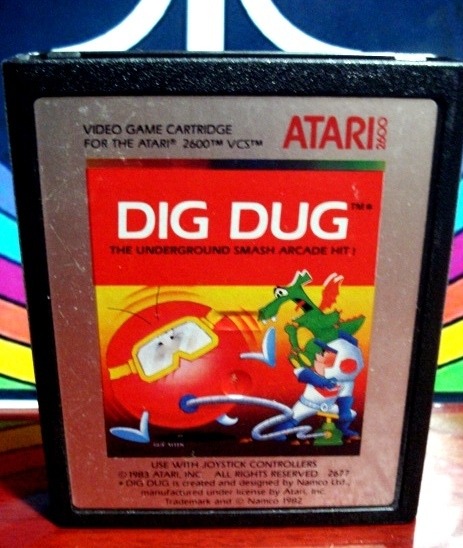 VIDEO GAME CARTRIDGE
FOR THE ATARI® 2600™ VCS™
ATARI 2600
DIG DUG™*
THE UNDERGROUND SMASH ARCADE HIT!
USE WITH JOYSTICK CONTROLLERS
© 1983 ATARI, INC. ALL RIGHTS RESERVED. 2677
* DIG DUG is created and designed by Namco Ltd.,
manufactured under license by Atari, Inc.
Trademark and © Namco 1982